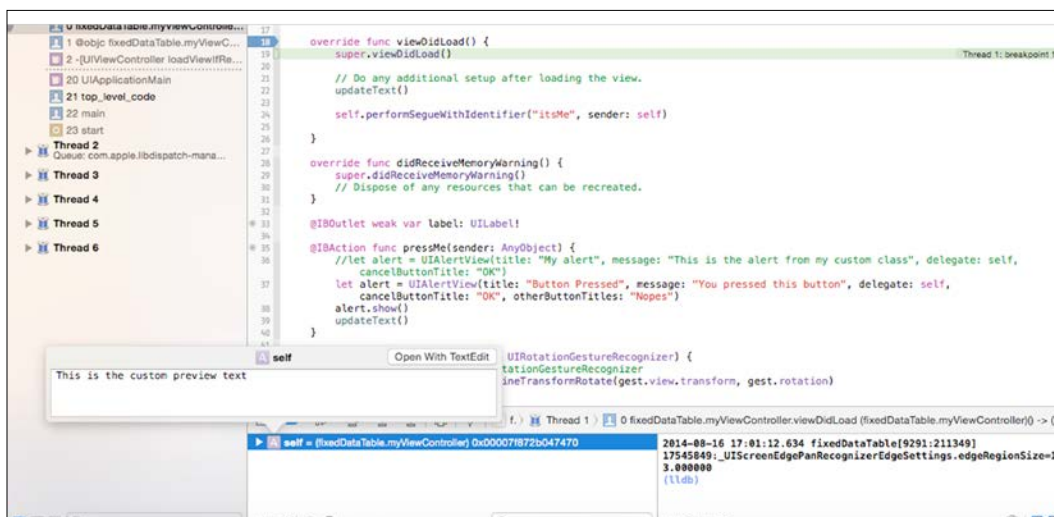 0 fixedDataTable.myViewControlle...
1 @objc fixedDataTable.myViewC...
2 -[UIViewController loadViewIfRe...
20 UIApplicationMain
21 top_level_code
22 main
23 start
Thread 2
Queue: com.apple.libdispatch-mana...
Thread 3
Thread 4
Thread 5
Thread 6
17
18 override func viewDidLoad() {
19 super.viewDidLoad()
Thread 1: breakpoint
20
21 // Do any additional setup after loading the view.
22 updateText()
23
24 self.performSegueWithIdentifier("itsMe", sender: self)
25
26 }
27
28 override func didReceiveMemoryWarning() {
29 super.didReceiveMemoryWarning()
30 // Dispose of any resources that can be recreated.
31 }
32
33 @IBOutlet weak var label: UILabel!
34
35 @IBAction func pressMe(sender: AnyObject) {
36 //let alert = UIAlertView(title: "My alert", message: "This is the alert from my custom class", delegate: self,
cancelButtonTitle: "OK")
37 let alert = UIAlertView(title: "Button Pressed", message: "You pressed this button", delegate: self,
cancelButtonTitle: "OK", otherButtonTitles: "Nopes")
38 alert.show()
39 updateText()
40 }
41
UIRotationGestureRecognizer) {
tationGestureRecognizer
ineTransformRotate(gest.view.transform, gest.rotation)
A self
Open With TextEdit
This is the custom preview text
f. Thread 1 0 fixedDataTable.myViewController.viewDidLoad (fixedDataTable.myViewController)() -> (
A self = (fixedDataTable.myViewController) 0x00007f872b047470
2014-08-16 17:01:12.634 fixedDataTable[9291:211349]
17545849:_UIScreenEdgePanRecognizerEdgeSettings.edgeRegionSize=1
3.000000
(lldb)